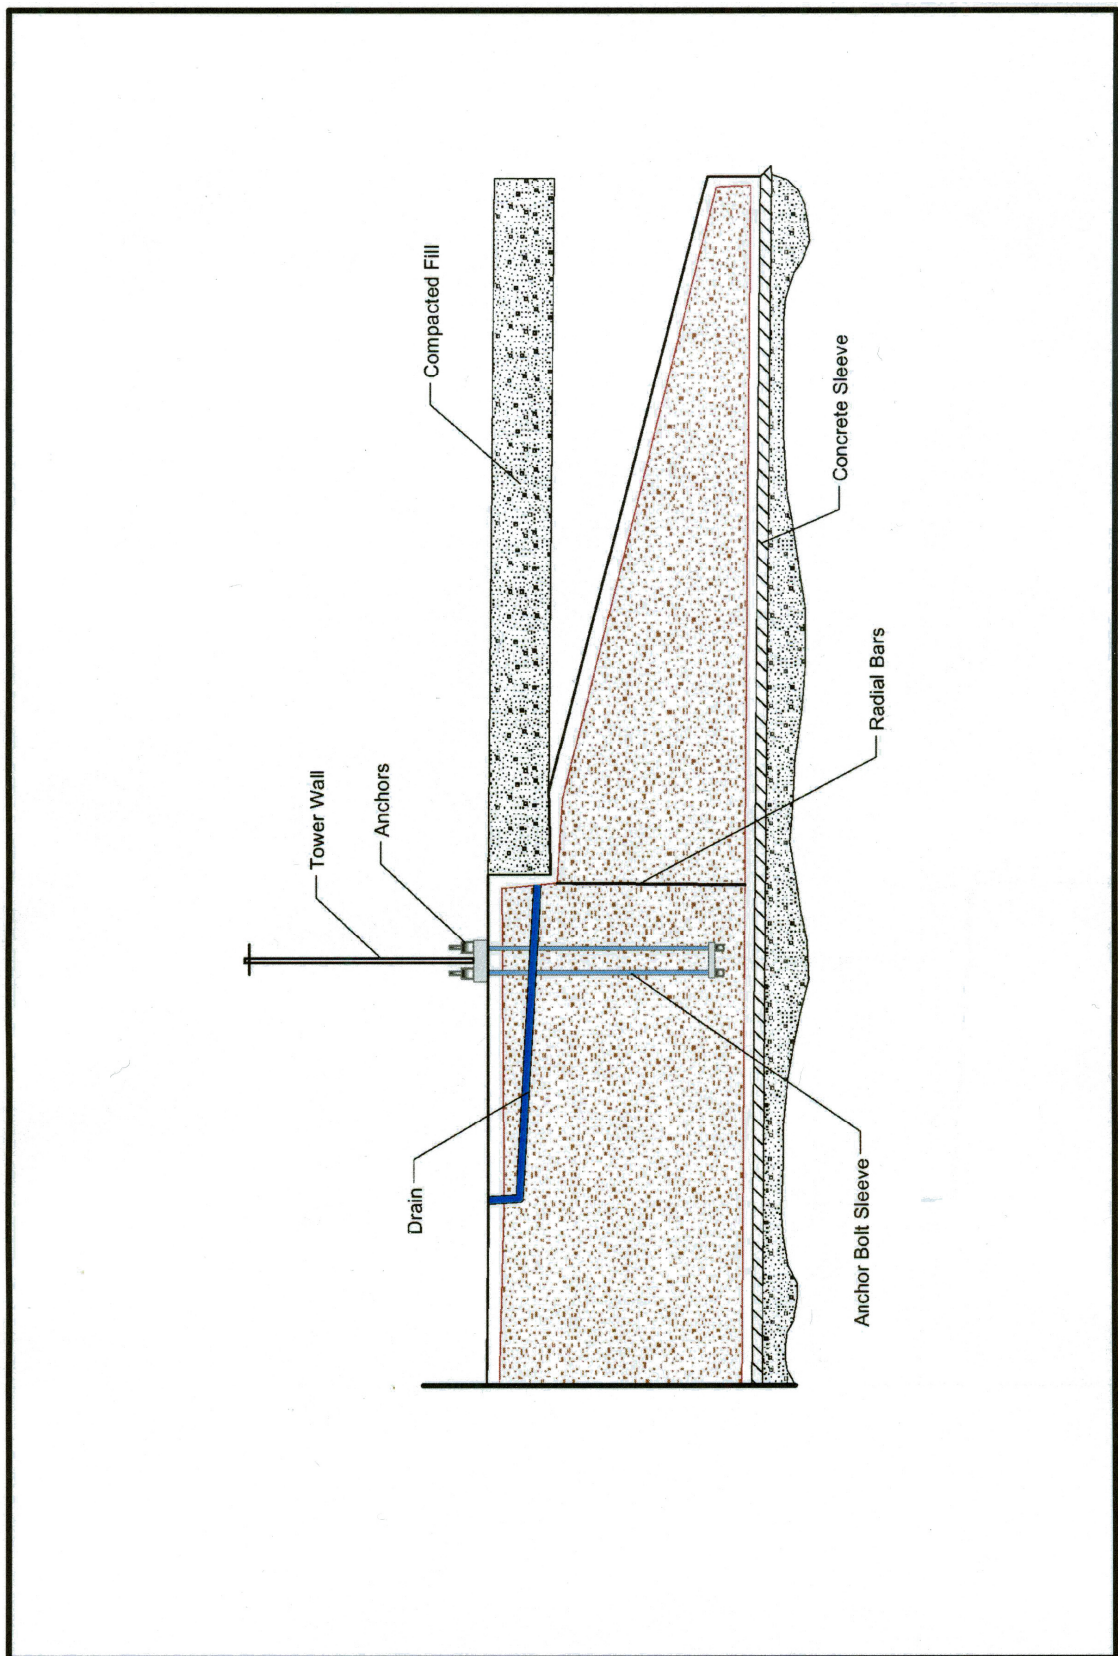 Compacted Fill
Tower Wall
Anchors
Drain
Concrete Sleeve
Radial Bars
Anchor Bolt Sleeve